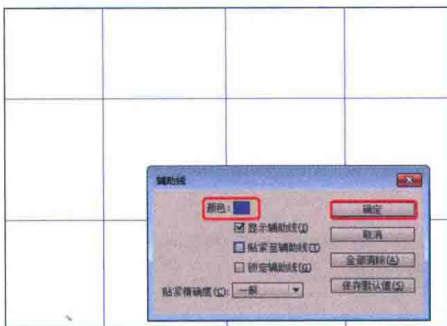 辅助线
颜色:
确定
显示辅助线(I)
取消
贴紧至辅助线(T)
全部清除(A)
锁定辅助线(G)
贴紧精确度(C): 一般
保存默认值(S)